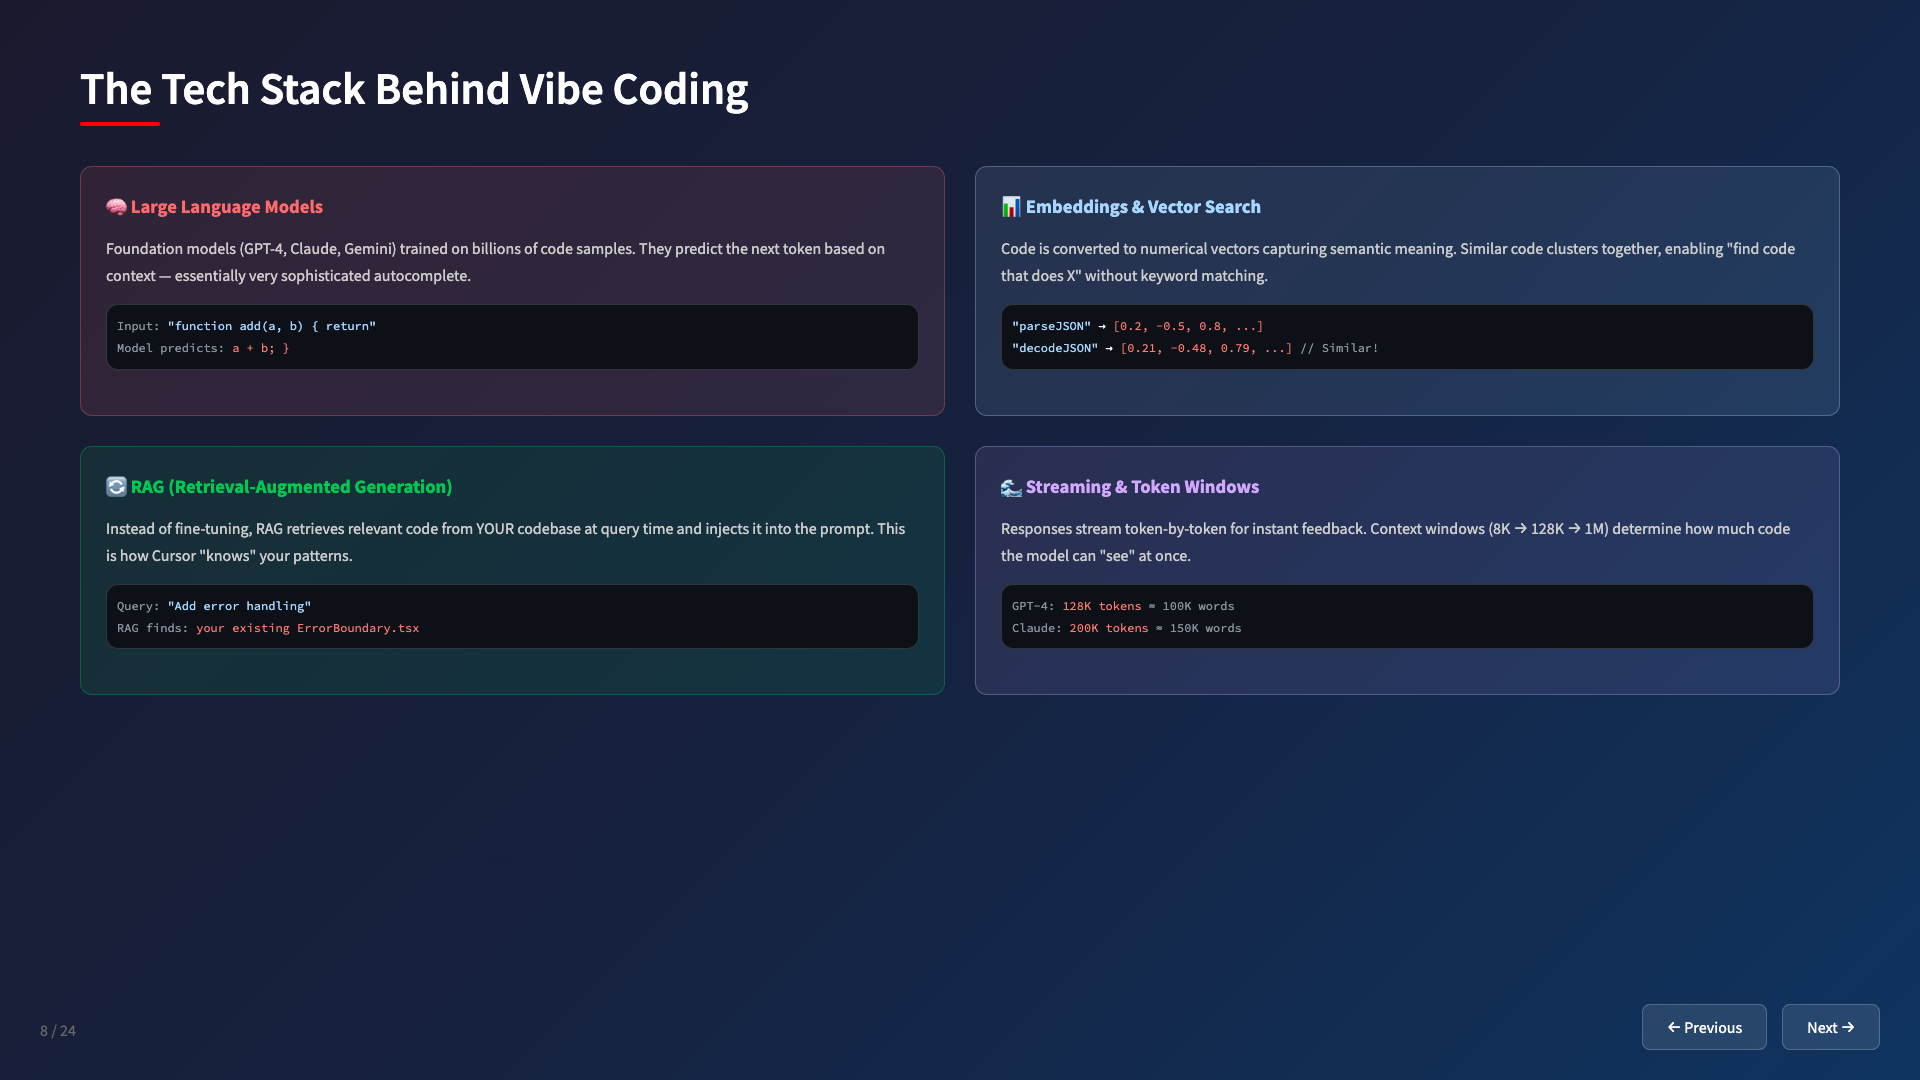 The Tech Stack Behind Vibe Coding
🧠 Large Language Models
Foundation models (GPT-4, Claude, Gemini) trained on billions of code samples. They predict the next token based on
context — essentially very sophisticated autocomplete.
Input: "function add(a, b) { return"
Model predicts: a + b; }
📊 Embeddings & Vector Search
Code is converted to numerical vectors capturing semantic meaning. Similar code clusters together, enabling "find code
that does X" without keyword matching.
"parseJSON" → [0.2, -0.5, 0.8, ...]
"decodeJSON" → [0.21, -0.48, 0.79, ...] // Similar!
🔄 RAG (Retrieval-Augmented Generation)
Instead of fine-tuning, RAG retrieves relevant code from YOUR codebase at query time and injects it into the prompt. This
is how Cursor "knows" your patterns.
Query: "Add error handling"
RAG finds: your existing ErrorBoundary.tsx
🌊 Streaming & Token Windows
Responses stream token-by-token for instant feedback. Context windows (8K → 128K → 1M) determine how much code
the model can "see" at once.
GPT-4: 128K tokens ≈ 100K words
Claude: 200K tokens ≈ 150K words
8 / 24
← Previous
Next →